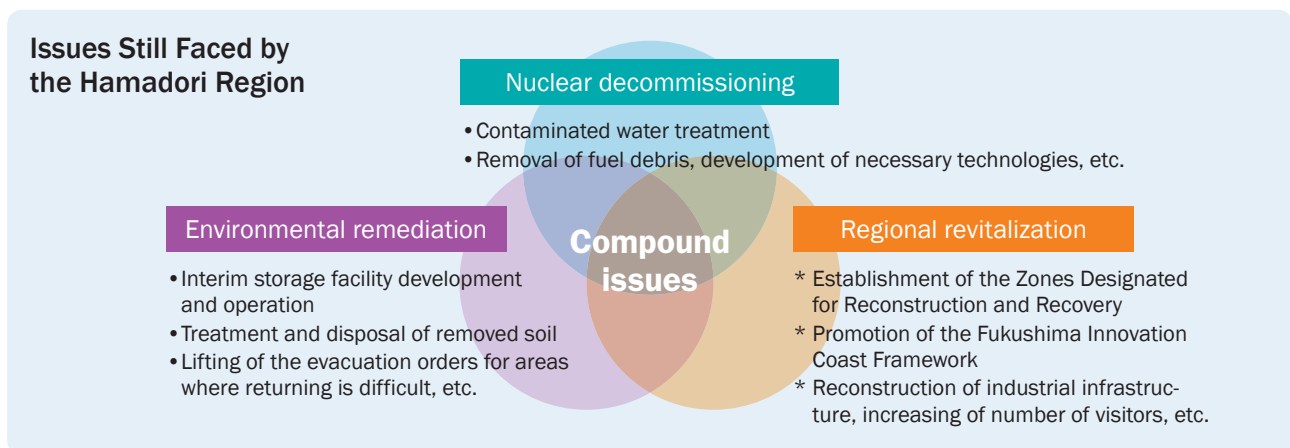 Issues Still Faced by
the Hamadori Region
Nuclear decommissioning
•Contaminated water treatment
•Removal of fuel debris, development of necessary technologies, etc.
Environmental remediation
•Interim storage facility development
and operation
•Treatment and disposal of removed soil
•Lifting of the evacuation orders for areas
where returning is difficult, etc.
Compound
issues
Regional revitalization
* Establishment of the Zones Designated
for Reconstruction and Recovery
* Promotion of the Fukushima Innovation
Coast Framework
* Reconstruction of industrial infrastruc-
ture, increasing of number of visitors, etc.